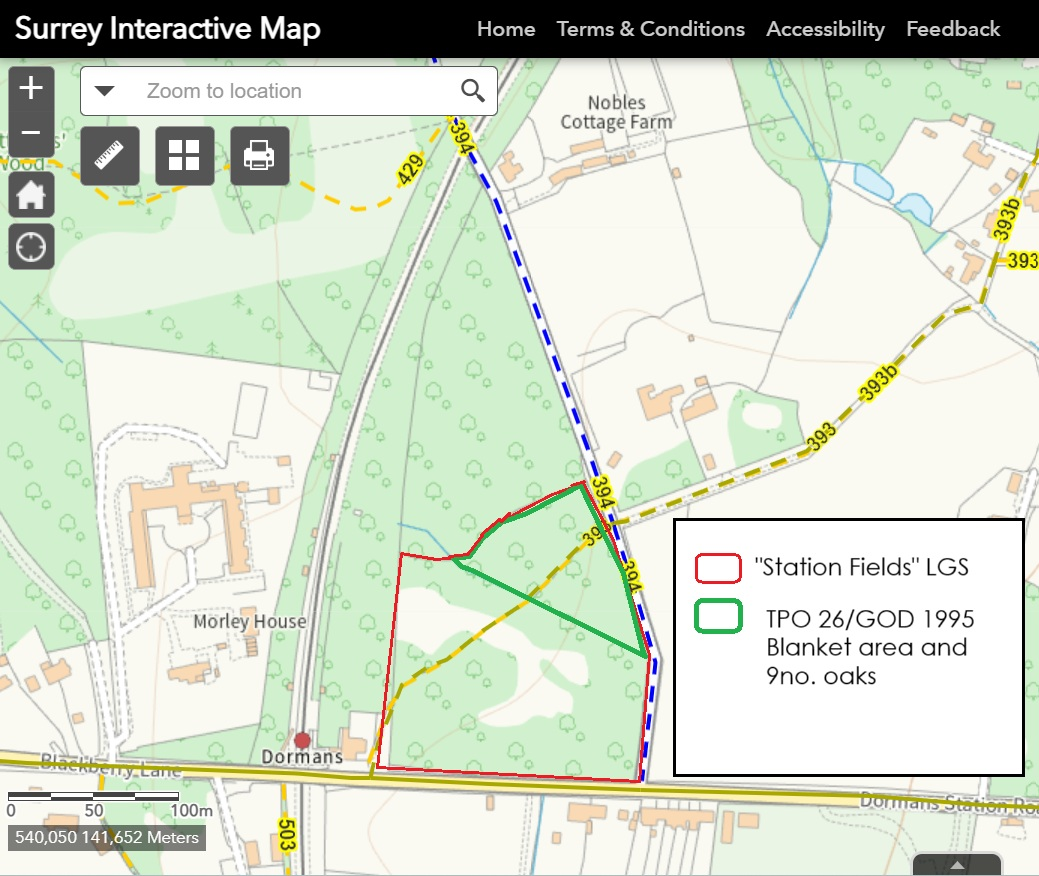 Surrey Interactive Map
Home Terms & Conditions Accessibility Feedback
+
Zoom to location
−
Nobles
Cottage Farm
394
429
Wood
393b
393
393b
393
394
394
"Station Fields" LGS
TPO 26/GOD 1995
Blanket area and
9no. oaks
Morley House
Dormans
Blackberry Lane
Dormans Station
0 50 100m
540,050 141,652 Meters
503